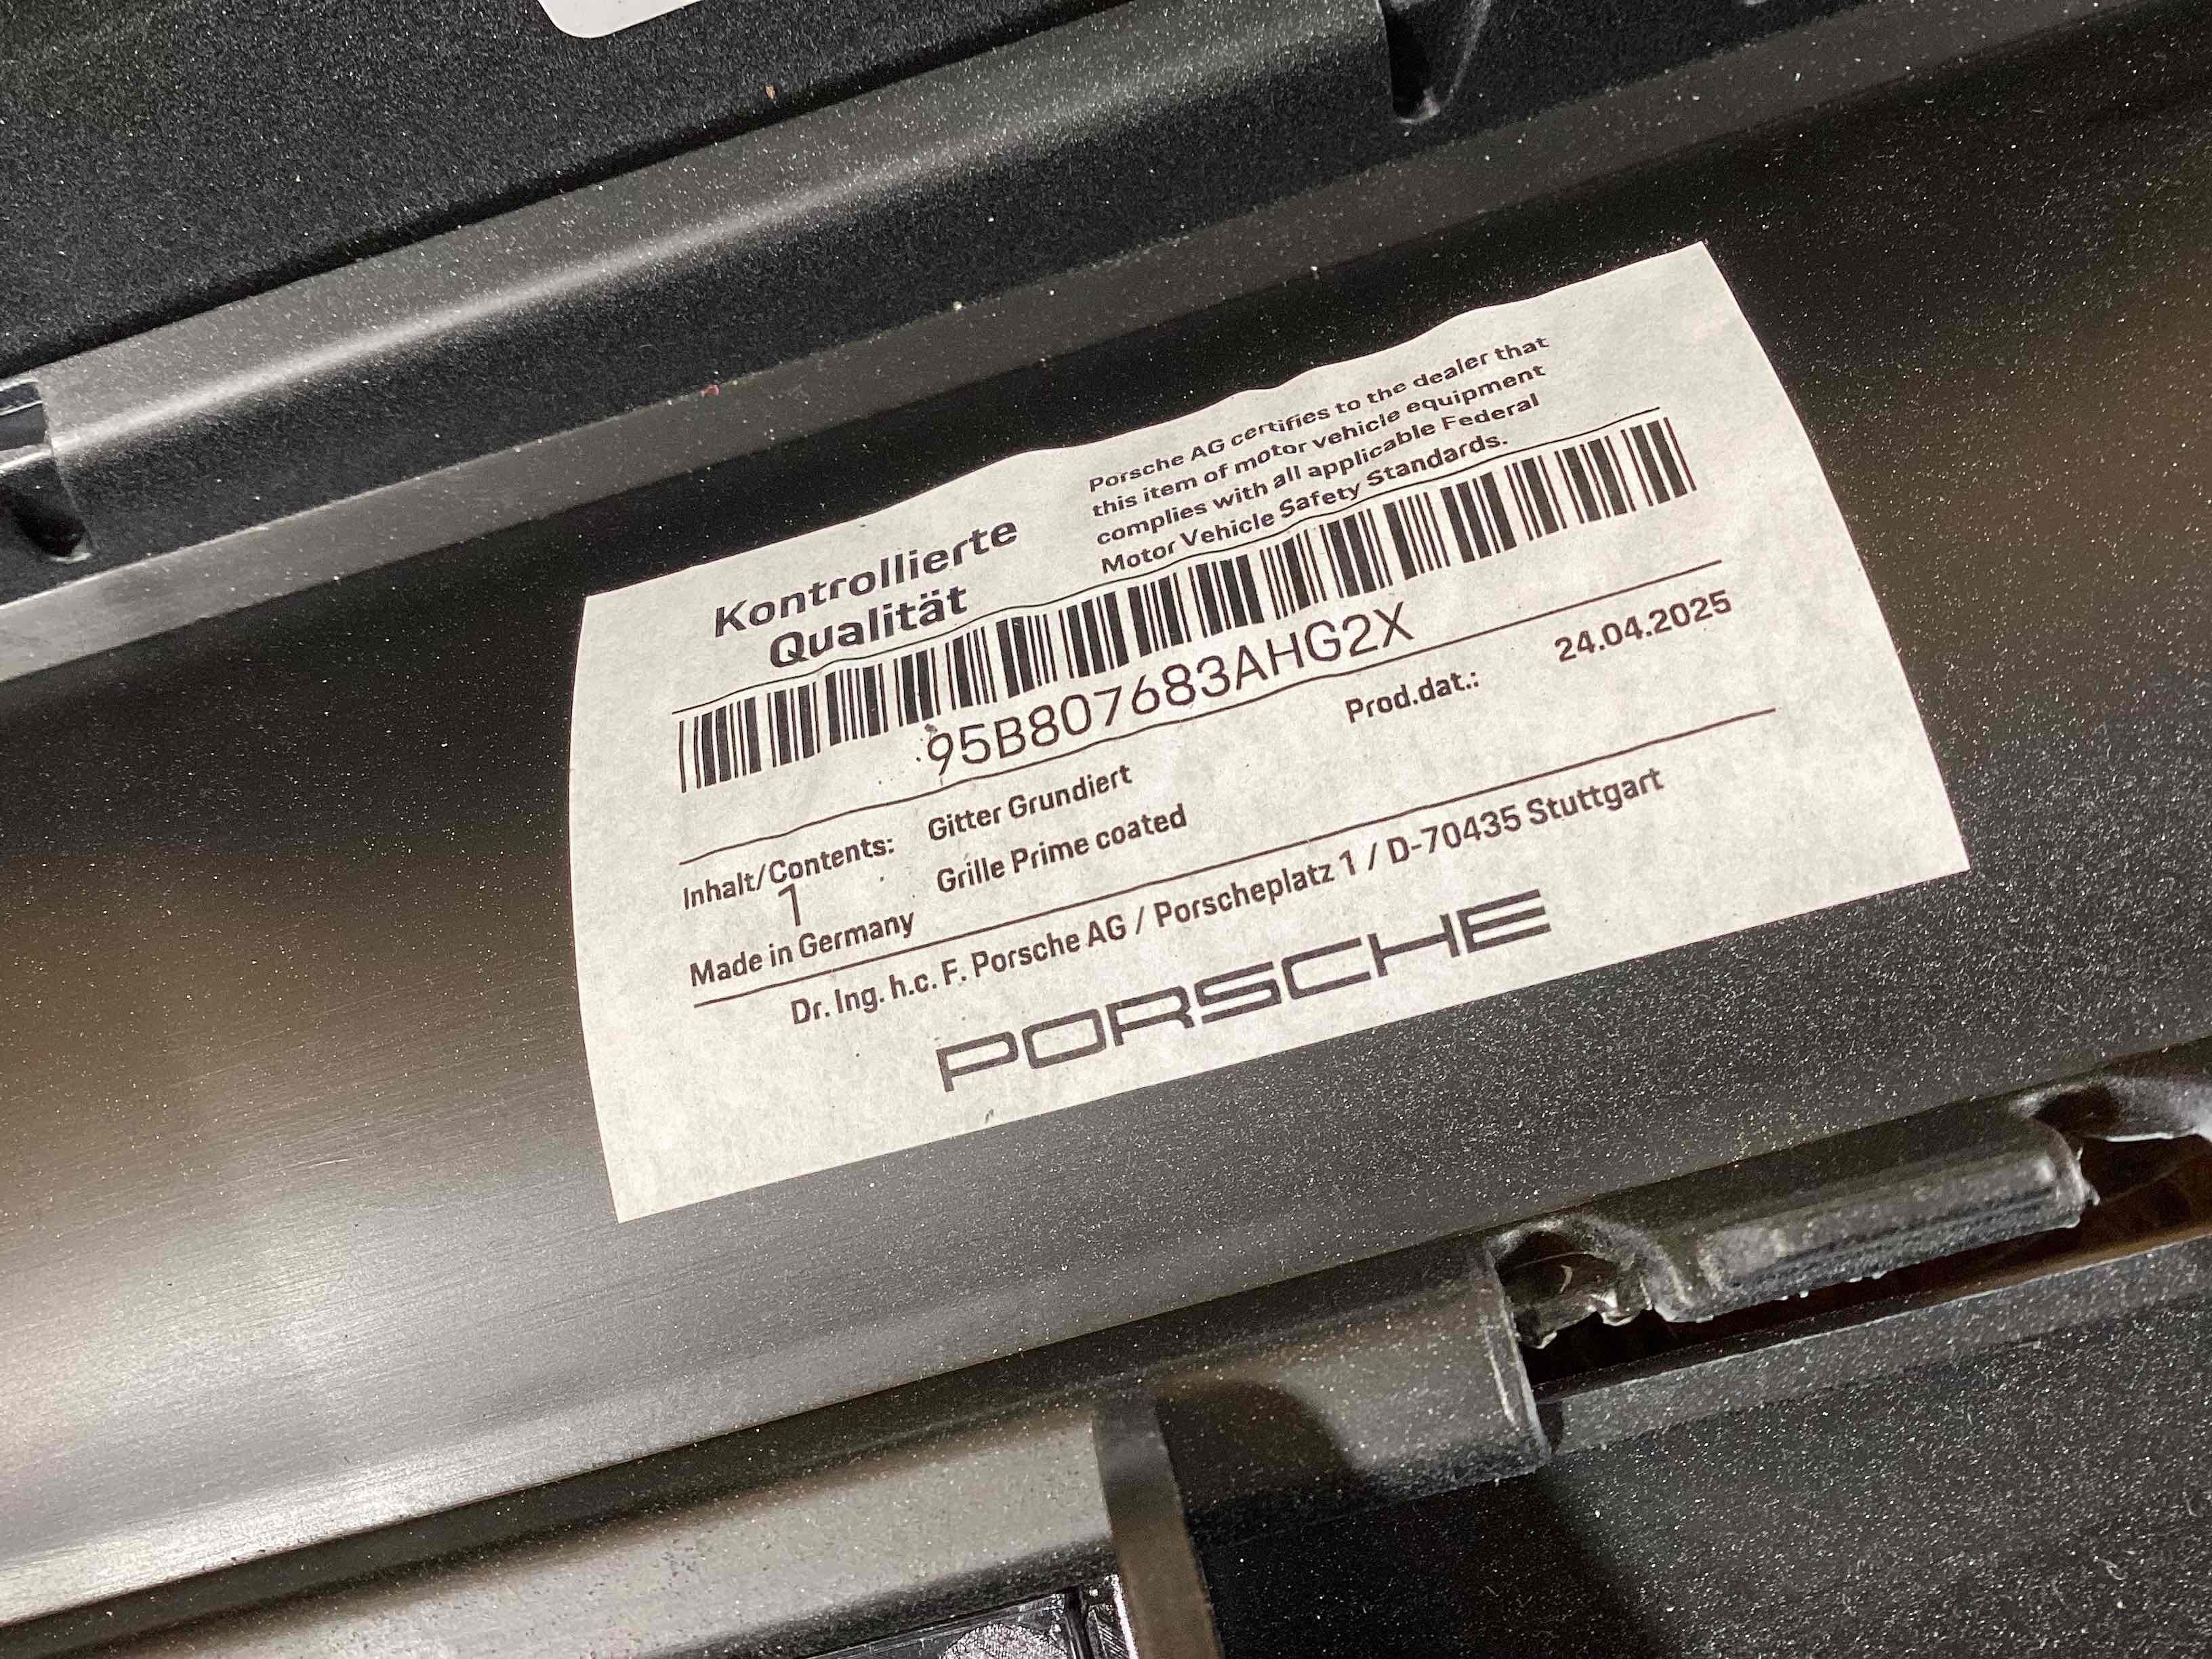 Kontrollierte
Qualität
Porsche AG certifies to the dealer that
this item of motor vehicle equipment
complies with all applicable Federal
Motor Vehicle Safety Standards.
95B807683AHG2X
Inhalt/Contents: Gitter Grundiert Prod.dat.: 24.04.2025
1
Grille Prime coated
Made in Germany
Dr. Ing. h.c. F. Porsche AG / Porscheplatz 1 / D-70435 Stuttgart
PORSCHE